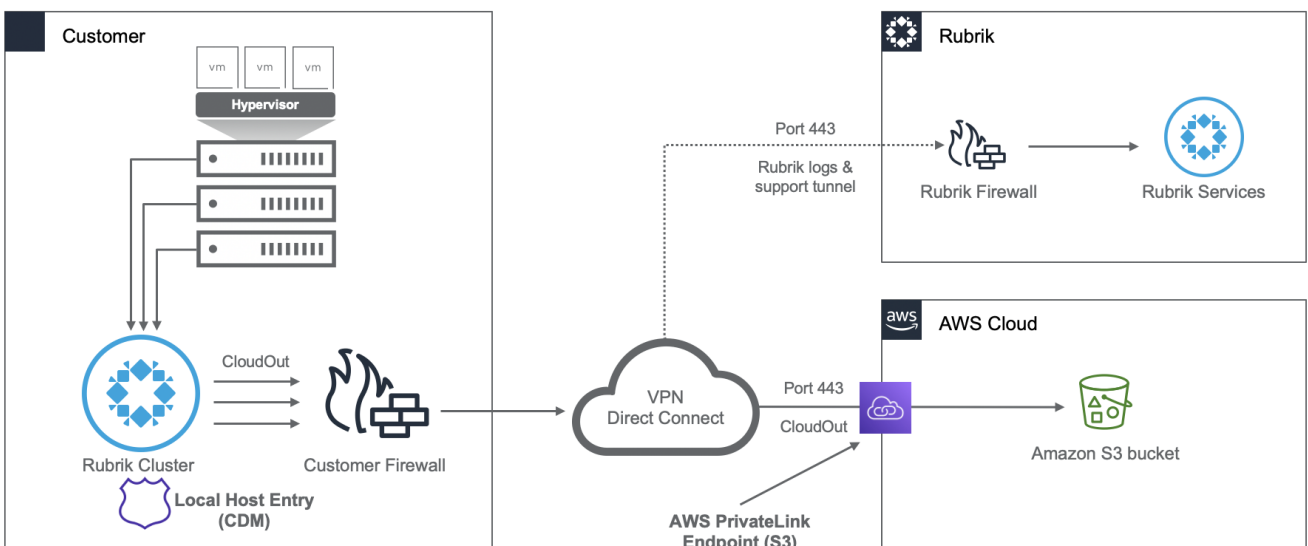 Customer
vm vm vm
Hypervisor
CloudOut
Rubrik Cluster
Customer Firewall
Local Host Entry
(CDM)
VPN
Direct Connect
Port 443
Rubrik logs &
support tunnel
Rubrik
Rubrik Firewall
Rubrik Services
aws
AWS Cloud
Port 443
CloudOut
Amazon S3 bucket
AWS PrivateLink
Endpoint (S3)